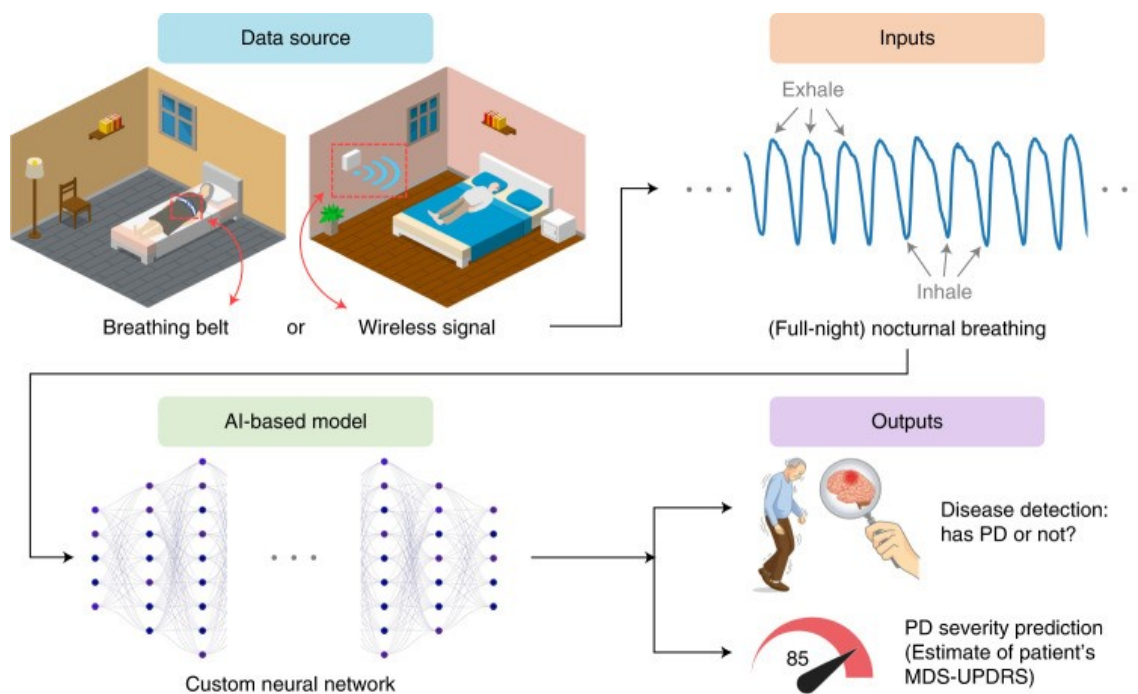 Data source
Inputs
Exhale
Inhale
Breathing belt or Wireless signal
(Full-night) nocturnal breathing
AI-based model
Outputs
Disease detection:
has PD or not?
PD severity prediction
(Estimate of patient's
MDS-UPDRS)
85
Custom neural network